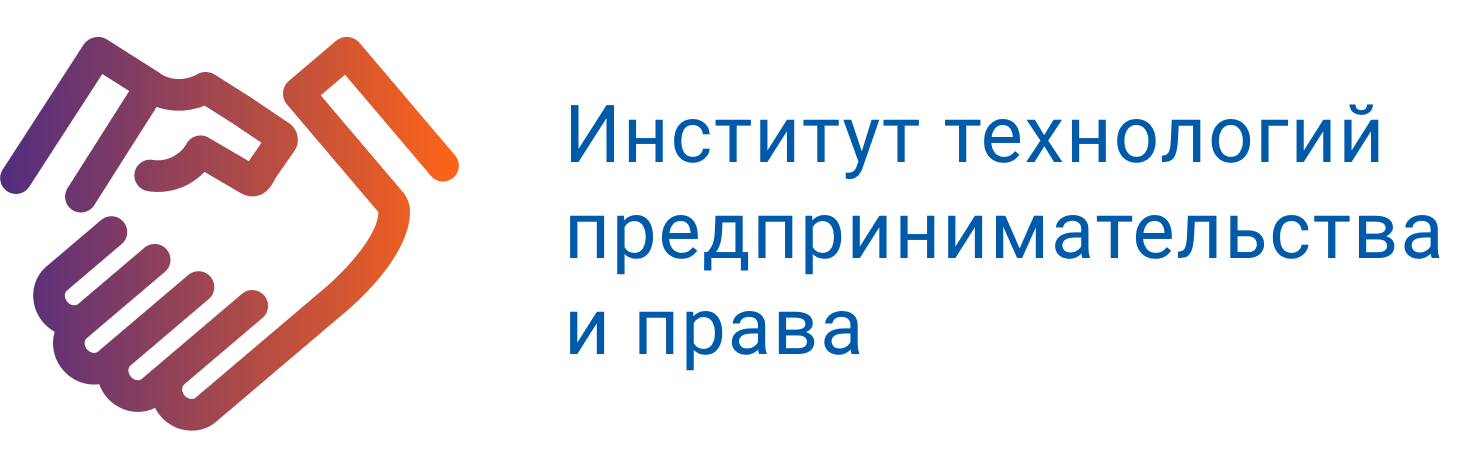 Институт технологий
предпринимательства
и права